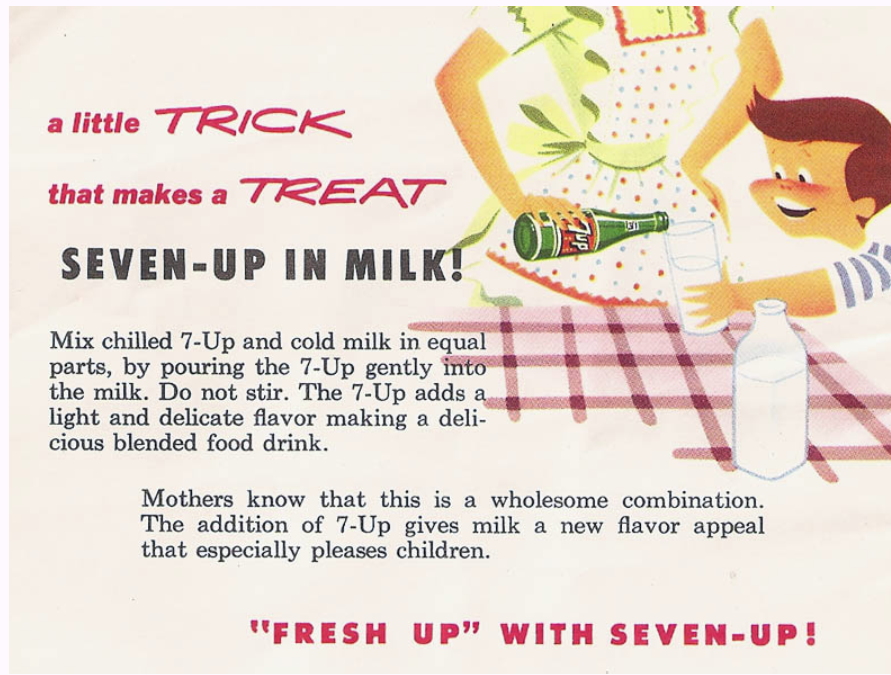 a little TRICK
that makes a TREAT
SEVEN-UP IN MILK!
7up
Mix chilled 7-Up and cold milk in equal
parts, by pouring the 7-Up gently into
the milk. Do not stir. The 7-Up adds a
light and delicate flavor making a deli-
cious blended food drink.
Mothers know that this is a wholesome combination.
The addition of 7-Up gives milk a new flavor appeal
that especially pleases children.
"FRESH UP" WITH SEVEN-UP!